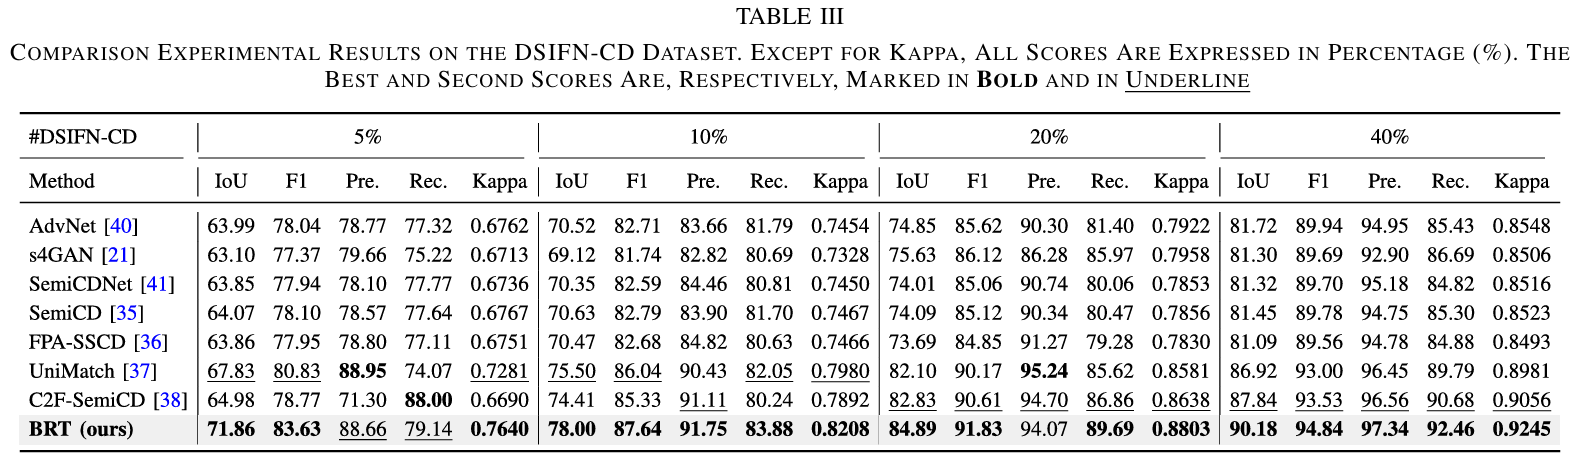 TABLE III
COMPARISON EXPERIMENTAL RESULTS ON THE DSIFN-CD DATASET. EXCEPT FOR KAPPA, ALL SCORES ARE EXPRESSED IN PERCENTAGE (%). THE
BEST AND SECOND SCORES ARE, RESPECTIVELY, MARKED IN BOLD AND IN UNDERLINE
#DSIFN-CD 5% 10% 20% 40%
Method IoU F1 Pre. Rec. Kappa IoU F1 Pre. Rec. Kappa IoU F1 Pre. Rec. Kappa IoU F1 Pre. Rec. Kappa
AdvNet [40] 63.99 78.04 78.77 77.32 0.6762 70.52 82.71 83.66 81.79 0.7454 74.85 85.62 90.30 81.40 0.7922 81.72 89.94 94.95 85.43 0.8548
s4GAN [21] 63.10 77.37 79.66 75.22 0.6713 69.12 81.74 82.82 80.69 0.7328 75.63 86.12 86.28 85.97 0.7958 81.30 89.69 92.90 86.69 0.8506
SemiCDNet [41] 63.85 77.94 78.10 77.77 0.6736 70.35 82.59 84.46 80.81 0.7450 74.01 85.06 90.74 80.06 0.7853 81.32 89.70 95.18 84.82 0.8516
SemiCD [35] 64.07 78.10 78.57 77.64 0.6767 70.63 82.79 83.90 81.70 0.7467 74.09 85.12 90.34 80.47 0.7856 81.45 89.78 94.75 85.30 0.8523
FPA-SSCD [36] 63.86 77.95 78.80 77.11 0.6751 70.47 82.68 84.82 80.63 0.7466 73.69 84.85 91.27 79.28 0.7830 81.09 89.56 94.78 84.88 0.8493
UniMatch [37] 67.83 80.83 88.95 74.07 0.7281 75.50 86.04 90.43 82.05 0.7980 82.10 90.17 95.24 85.62 0.8581 86.92 93.00 96.45 89.79 0.8981
C2F-SemiCD [38] 64.98 78.77 71.30 88.00 0.6690 74.41 85.33 91.11 80.24 0.7892 82.83 90.61 94.70 86.86 0.8638 87.84 93.53 96.56 90.68 0.9056
BRT (ours) 71.86 83.63 88.66 79.14 0.7640 78.00 87.64 91.75 83.88 0.8208 84.89 91.83 94.07 89.69 0.8803 90.18 94.84 97.34 92.46 0.9245